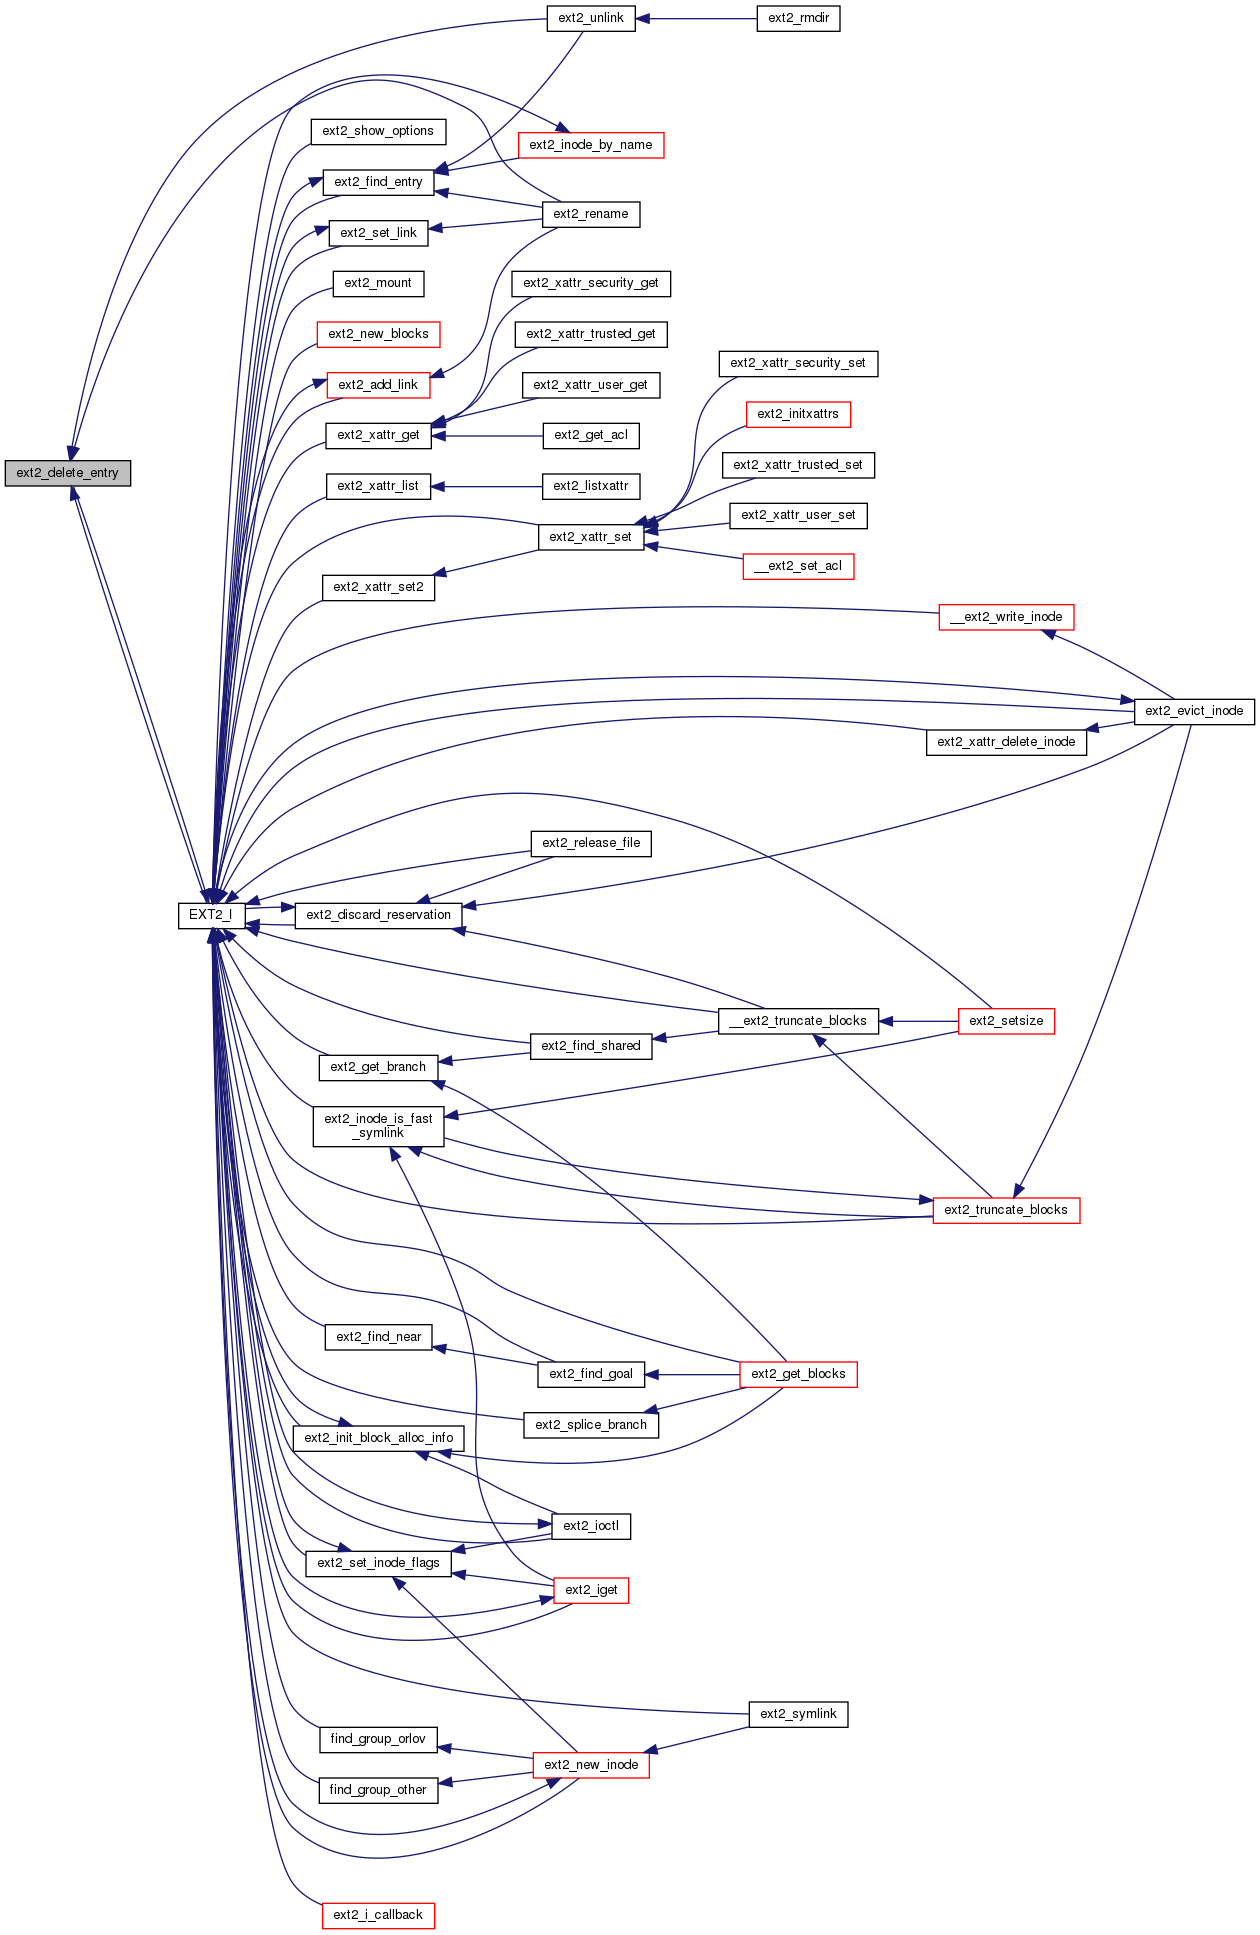 ext2_unlink
ext2_rmdir
ext2_show_options
ext2_inode_by_name
ext2_find_entry
ext2_rename
ext2_set_link
ext2_mount
ext2_xattr_security_get
ext2_new_blocks
ext2_xattr_trusted_get
ext2_xattr_security_set
ext2_add_link
ext2_xattr_user_get
ext2_initxattrs
ext2_xattr_get
ext2_get_acl
ext2_xattr_trusted_set
ext2_delete_entry
ext2_xattr_list
ext2_listxattr
ext2_xattr_user_set
ext2_xattr_set
__ext2_set_acl
ext2_xattr_set2
__ext2_write_inode
ext2_evict_inode
ext2_xattr_delete_inode
ext2_release_file
EXT2_I
ext2_discard_reservation
__ext2_truncate_blocks
ext2_setsize
ext2_find_shared
ext2_get_branch
ext2_inode_is_fast
_symlink
ext2_truncate_blocks
ext2_find_near
ext2_find_goal
ext2_get_blocks
ext2_splice_branch
ext2_init_block_alloc_info
ext2_ioctl
ext2_set_inode_flags
ext2_iget
ext2_symlink
find_group_orlov
ext2_new_inode
find_group_other
ext2_i_callback